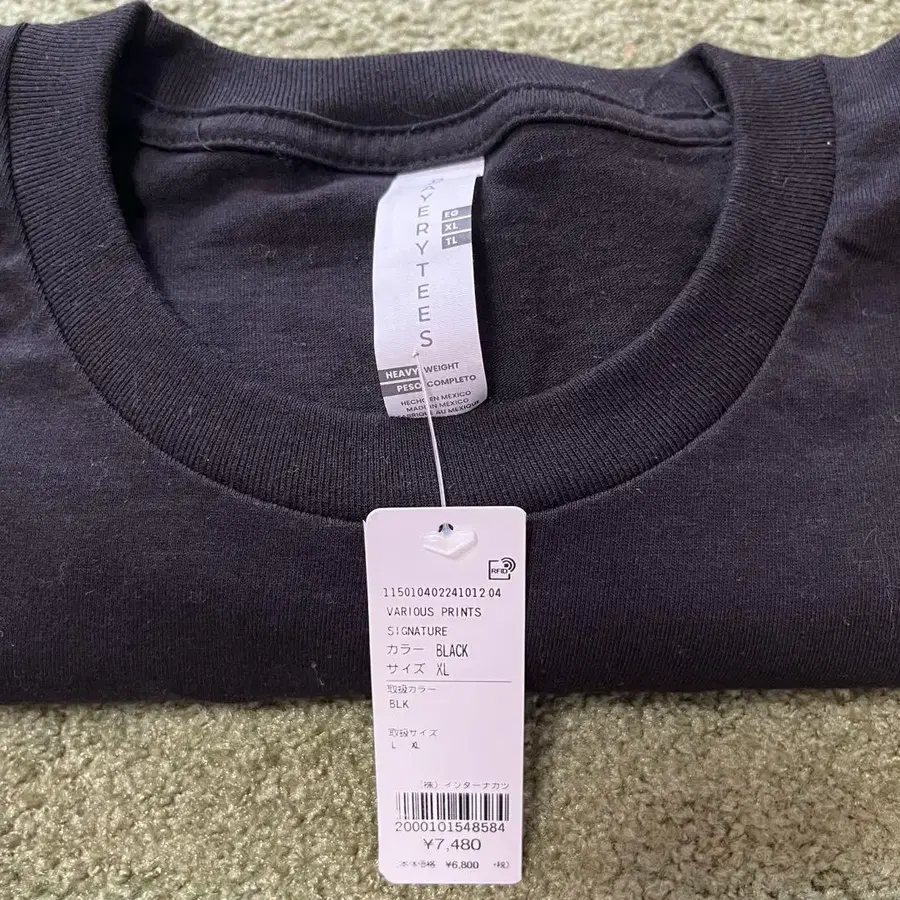 BAYERYTEES
EG
XL
TL
HEAVY WEIGHT
PESO COMPLETO
HECHO EN MEXICO
MADE IN MEXICO
FABRIQUÉ AU MEXIQUE
RFID
115010402241012 04
VARIOUS PRINTS
SIGNATURE
カラー BLACK
サイズ XL
取扱カラー
BLK
取扱サイズ
L XL
(株)インターナカツ
2000101548584
¥7,480
本体価格 ¥6,800 +税)